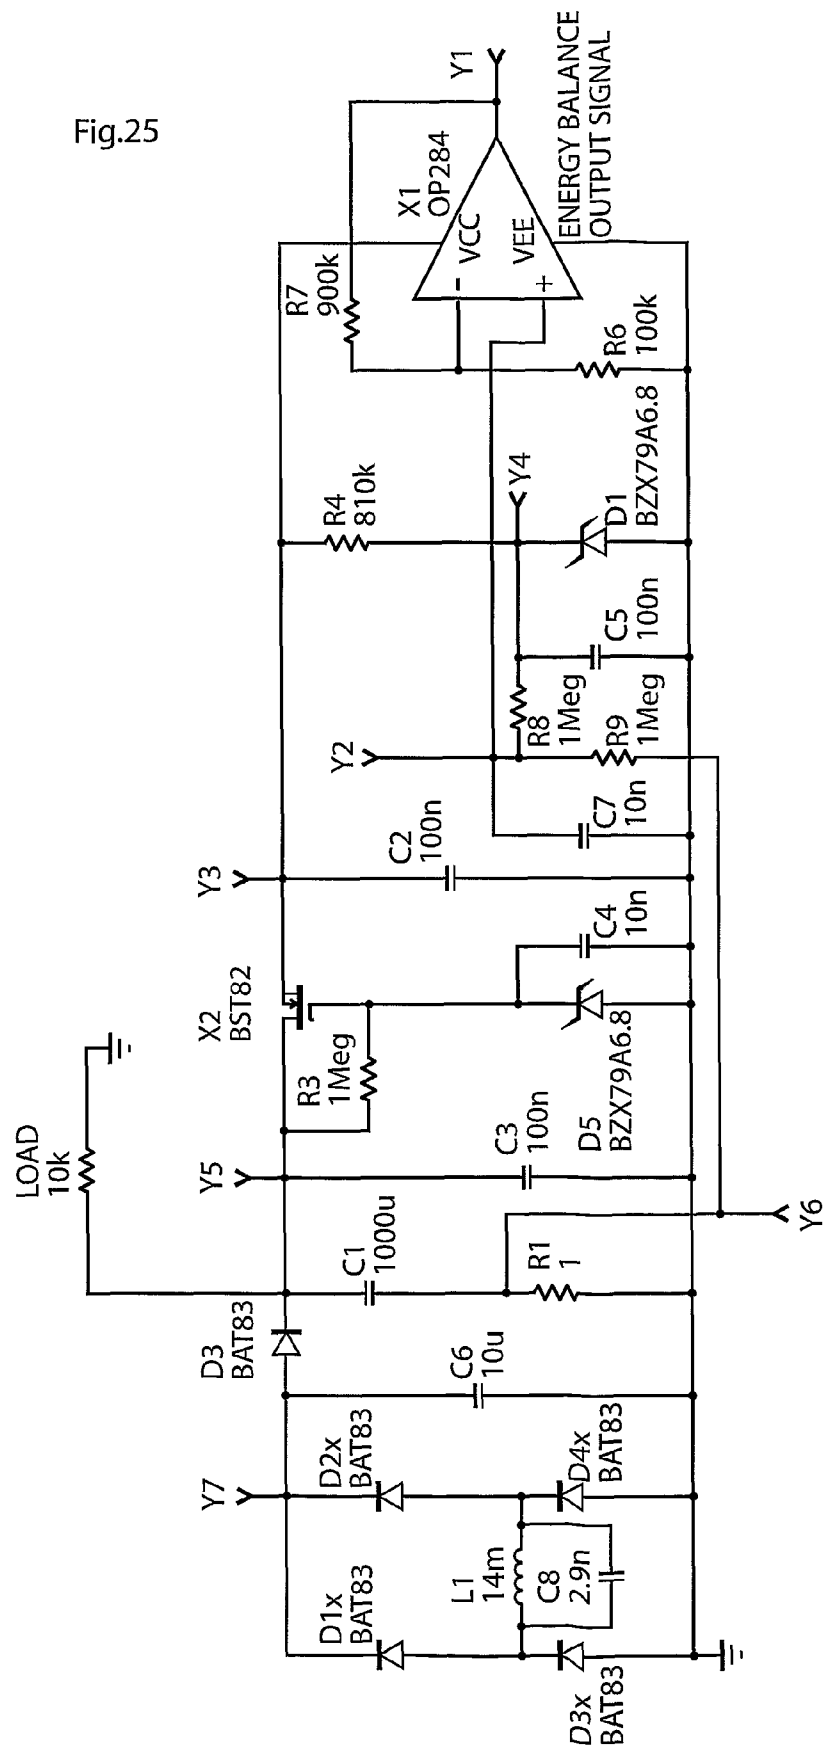 Fig.25
Y1
ENERGY BALANCE
OUTPUT SIGNAL
X1
OP284
VCC
VEE
-
+
R7
900k
R6
100k
R4
810k
Y4
D1
BZX79A6.8
C5
100n
R8
1Meg
R9
1Meg
Y2
C7
10n
C2
100n
Y3
C4
10n
X2
BST82
R3
1Meg
D5
BZX79A6.8
LOAD
10k
Y5
C3
100n
C1
1000u
R1
1
Y6
D3
BAT83
C6
10u
Y7
D2x
BAT83
D4x
BAT83
L1
14m
C8
2.9n
D1x
BAT83
D3x
BAT83